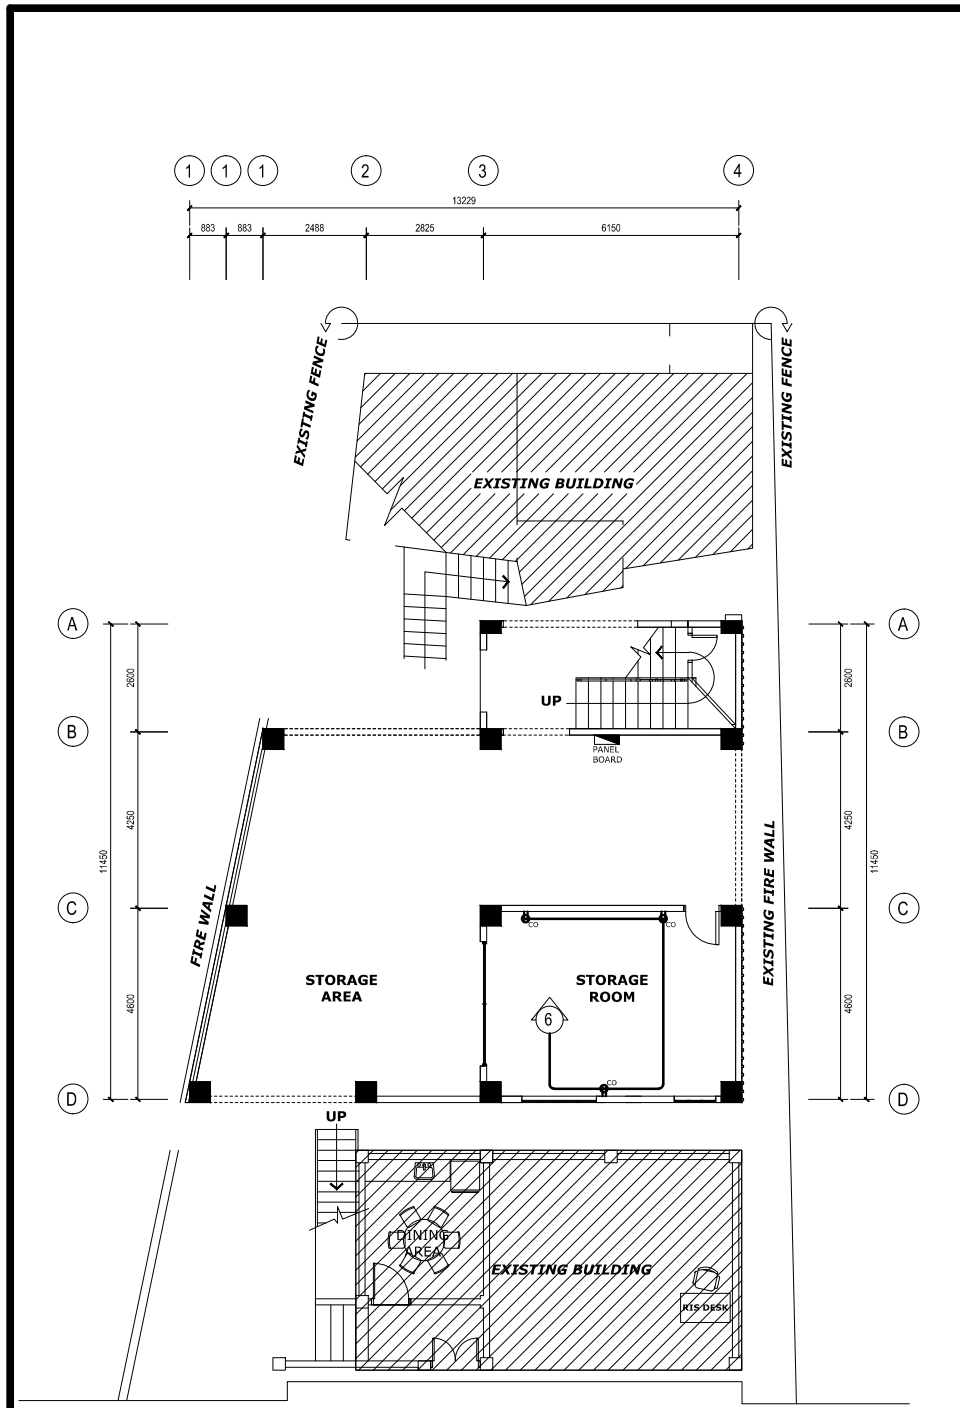 1 1 1 2 3 4
13229
883 883 2488 2825 6150
EXISTING FENCE
EXISTING FENCE
EXISTING BUILDING
A
A
2600
2600
UP
B
B
PANEL
BOARD
4250
4250
11450
11450
EXISTING FIRE WALL
FIRE WALL
C
C
CO
CO
STORAGE
AREA
STORAGE
ROOM
4600
4600
6
CO
D
D
UP
DINING
AREA
EXISTING BUILDING
RIS DESK